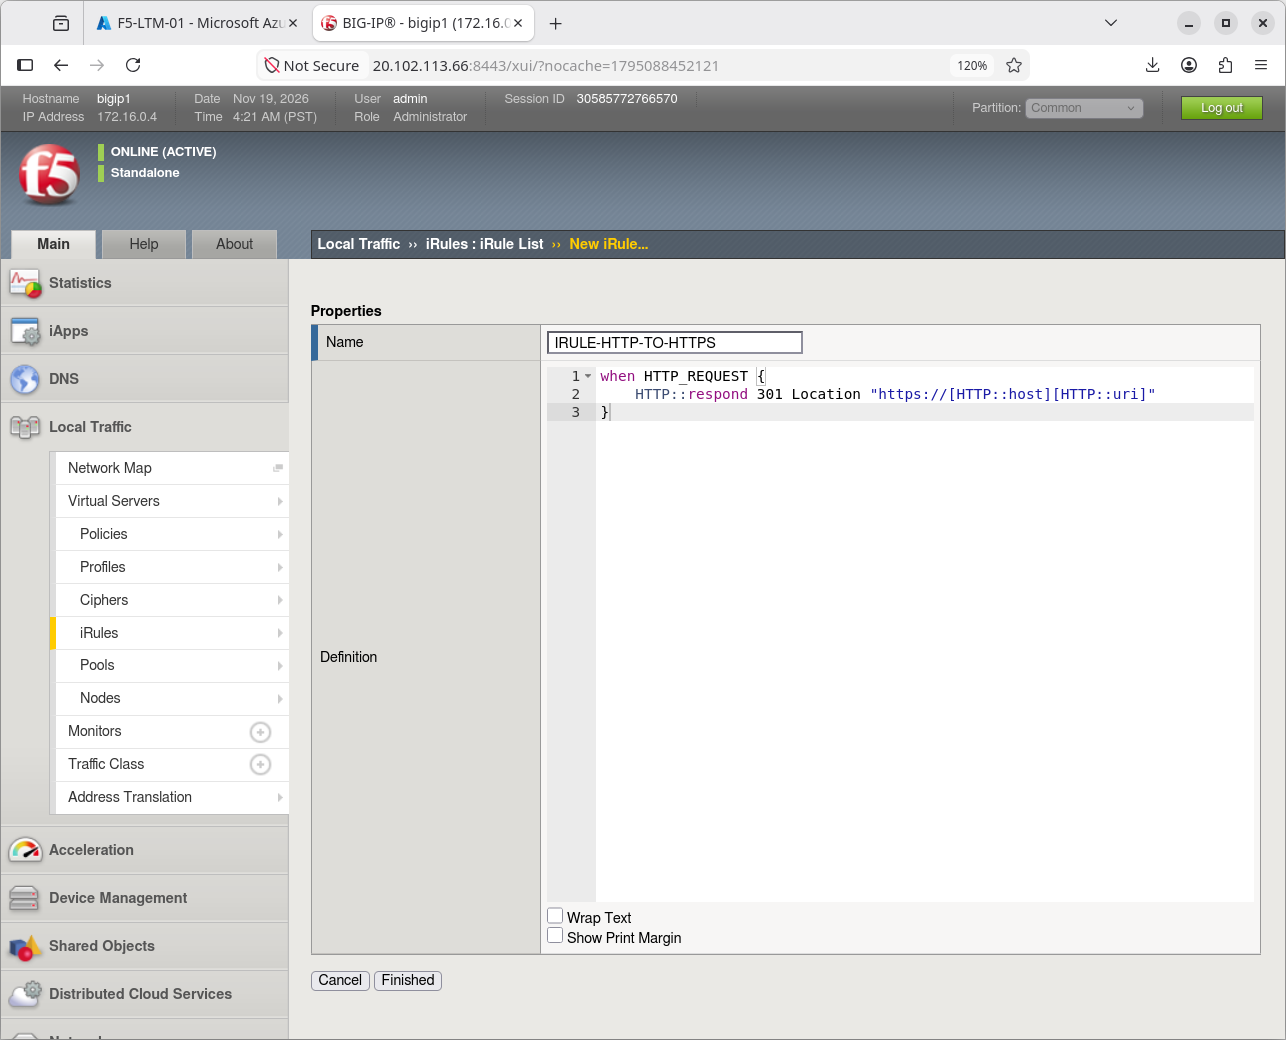 F5-LTM-01 - Microsoft Azu
BIG-IP® - bigip1 (172.16.0
Not Secure
20.102.113.66:8443/xui/?nocache=1795088452121
120%
Hostname bigip1
IP Address 172.16.0.4
Date Nov 19, 2026
Time 4:21 AM (PST)
User admin
Role Administrator
Session ID 30585772766570
Partition: Common
Log out
f5
ONLINE (ACTIVE)
Standalone
Main Help About
Local Traffic ›› iRules : iRule List ›› New iRule...
Statistics
iApps
DNS
Local Traffic
Network Map
Virtual Servers
Policies
Profiles
Ciphers
iRules
Pools
Nodes
Monitors
Traffic Class
Address Translation
Acceleration
Device Management
Shared Objects
Distributed Cloud Services
Properties
Name IRULE-HTTP-TO-HTTPS
Definition
1 when HTTP_REQUEST {
2 HTTP::respond 301 Location "https://[HTTP::host][HTTP::uri]"
3 }
Wrap Text
Show Print Margin
Cancel Finished